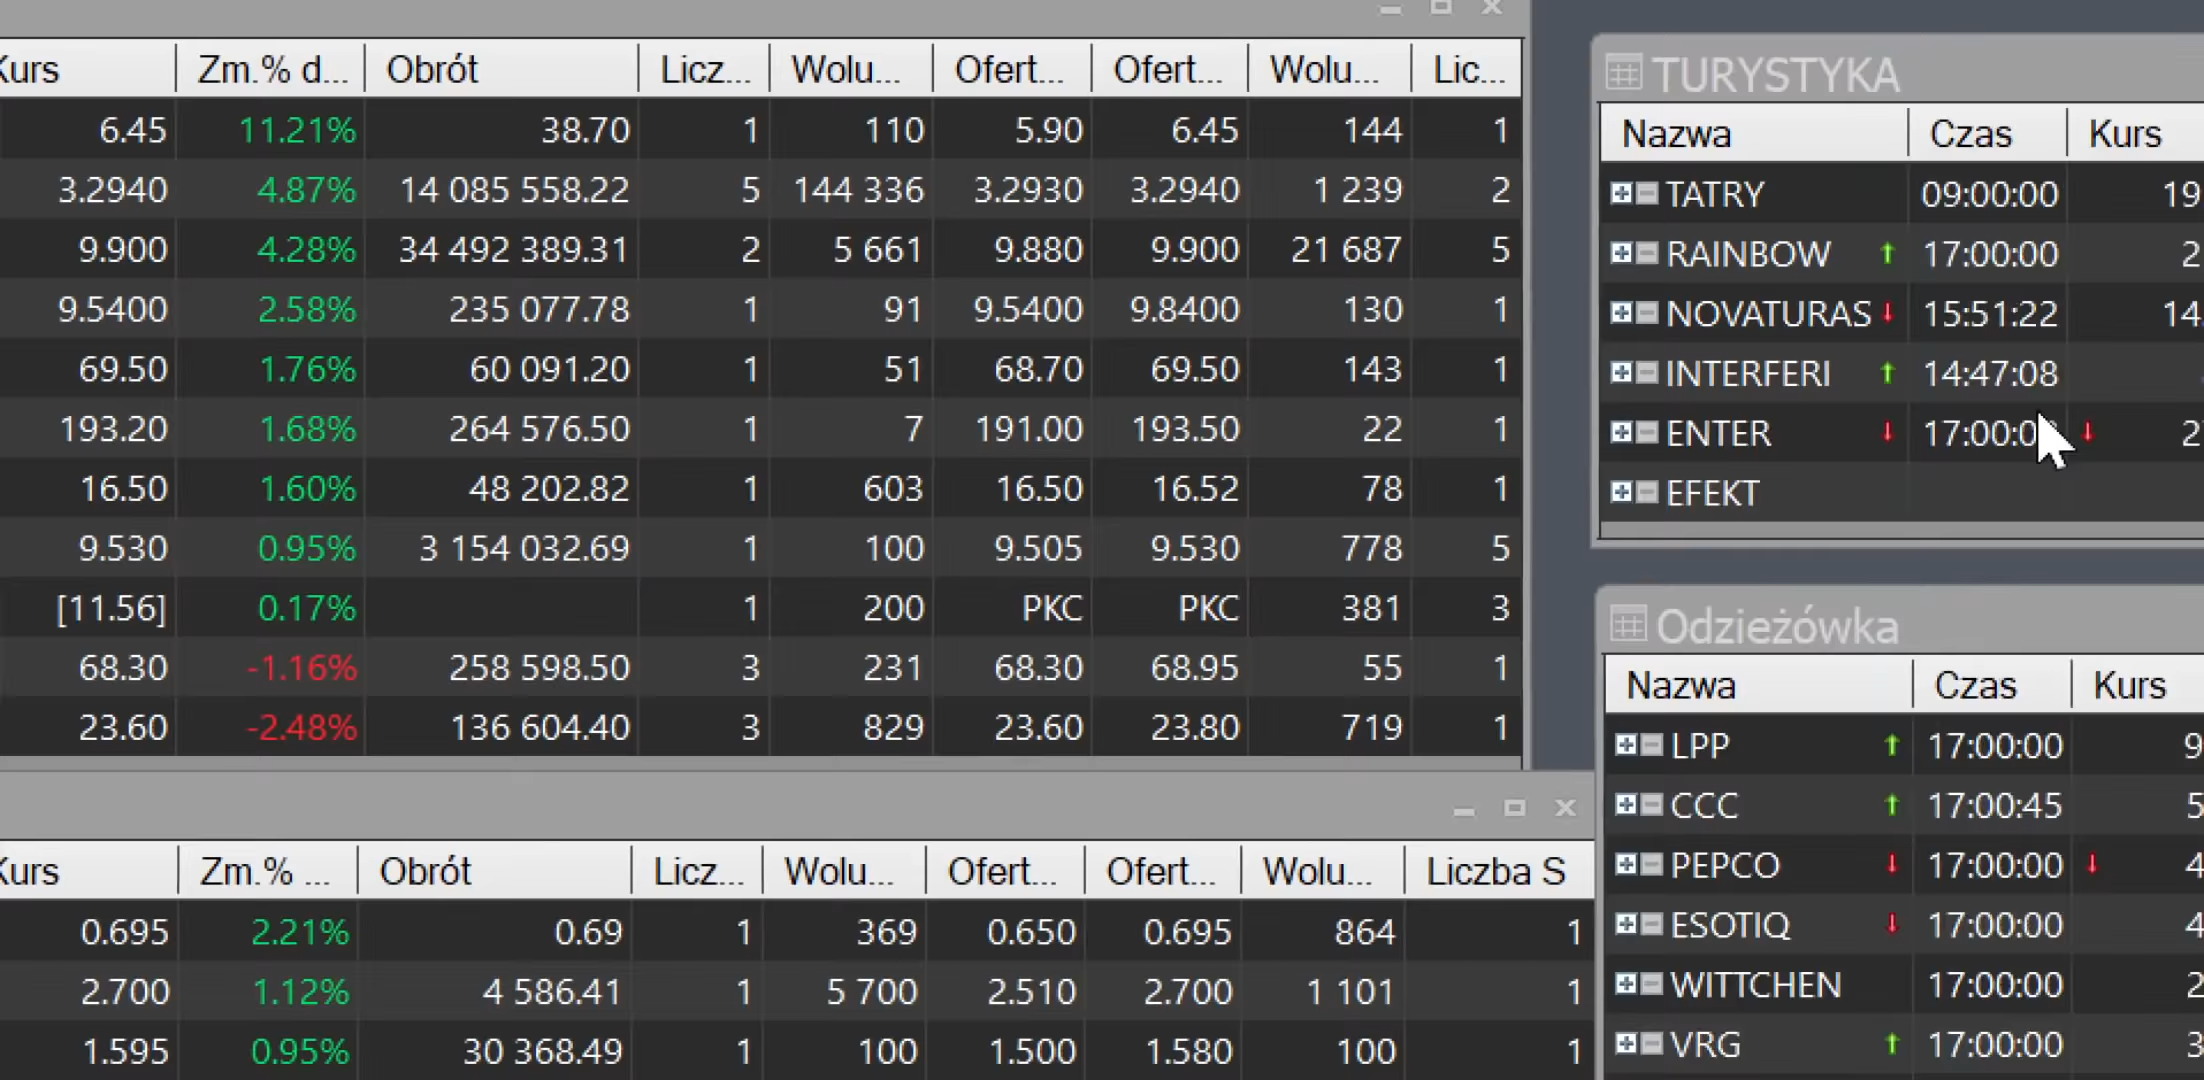 Kurs Zm.% d... Obrót Licz... Wolu... Ofert... Ofert... Wolu... Lic...
6.45 11.21% 38.70 1 110 5.90 6.45 144 1
3.2940 4.87% 14 085 558.22 5 144 336 3.2930 3.2940 1 239 2
9.900 4.28% 34 492 389.31 2 5 661 9.880 9.900 21 687 5
9.5400 2.58% 235 077.78 1 91 9.5400 9.8400 130 1
69.50 1.76% 60 091.20 1 51 68.70 69.50 143 1
193.20 1.68% 264 576.50 1 7 191.00 193.50 22 1
16.50 1.60% 48 202.82 1 603 16.50 16.52 78 1
9.530 0.95% 3 154 032.69 1 100 9.505 9.530 778 5
[11.56] 0.17% 1 200 PKC PKC 381 3
68.30 -1.16% 258 598.50 3 231 68.30 68.95 55 1
23.60 -2.48% 136 604.40 3 829 23.60 23.80 719 1
Kurs Zm.% ... Obrót Licz... Wolu... Ofert... Ofert... Wolu... Liczba S
0.695 2.21% 0.69 1 369 0.650 0.695 864 1
2.700 1.12% 4 586.41 1 5 700 2.510 2.700 1 101 1
1.595 0.95% 30 368.49 1 100 1.500 1.580 100 1
TURYSTYKA
Nazwa Czas Kurs
TATRY 09:00:00 19
RAINBOW 17:00:00 2
NOVATURAS 15:51:22 14
INTERFERI 14:47:08
ENTER 17:00:0 2
EFEKT
Odzieżówka
Nazwa Czas Kurs
LPP 17:00:00 9
CCC 17:00:45 5
PEPCO 17:00:00 4
ESOTIQ 17:00:00 4
WITTCHEN 17:00:00 2
VRG 17:00:00 3